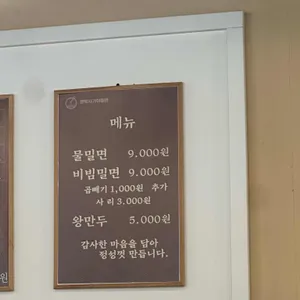 메뉴
물밀면 9.000원
비빔밀면 9.000원
곱빼기 1,000원 추가
사리 3.000원
왕만두 5.000원
감사한 마음을 담아
정성껏 만듭니다.
원